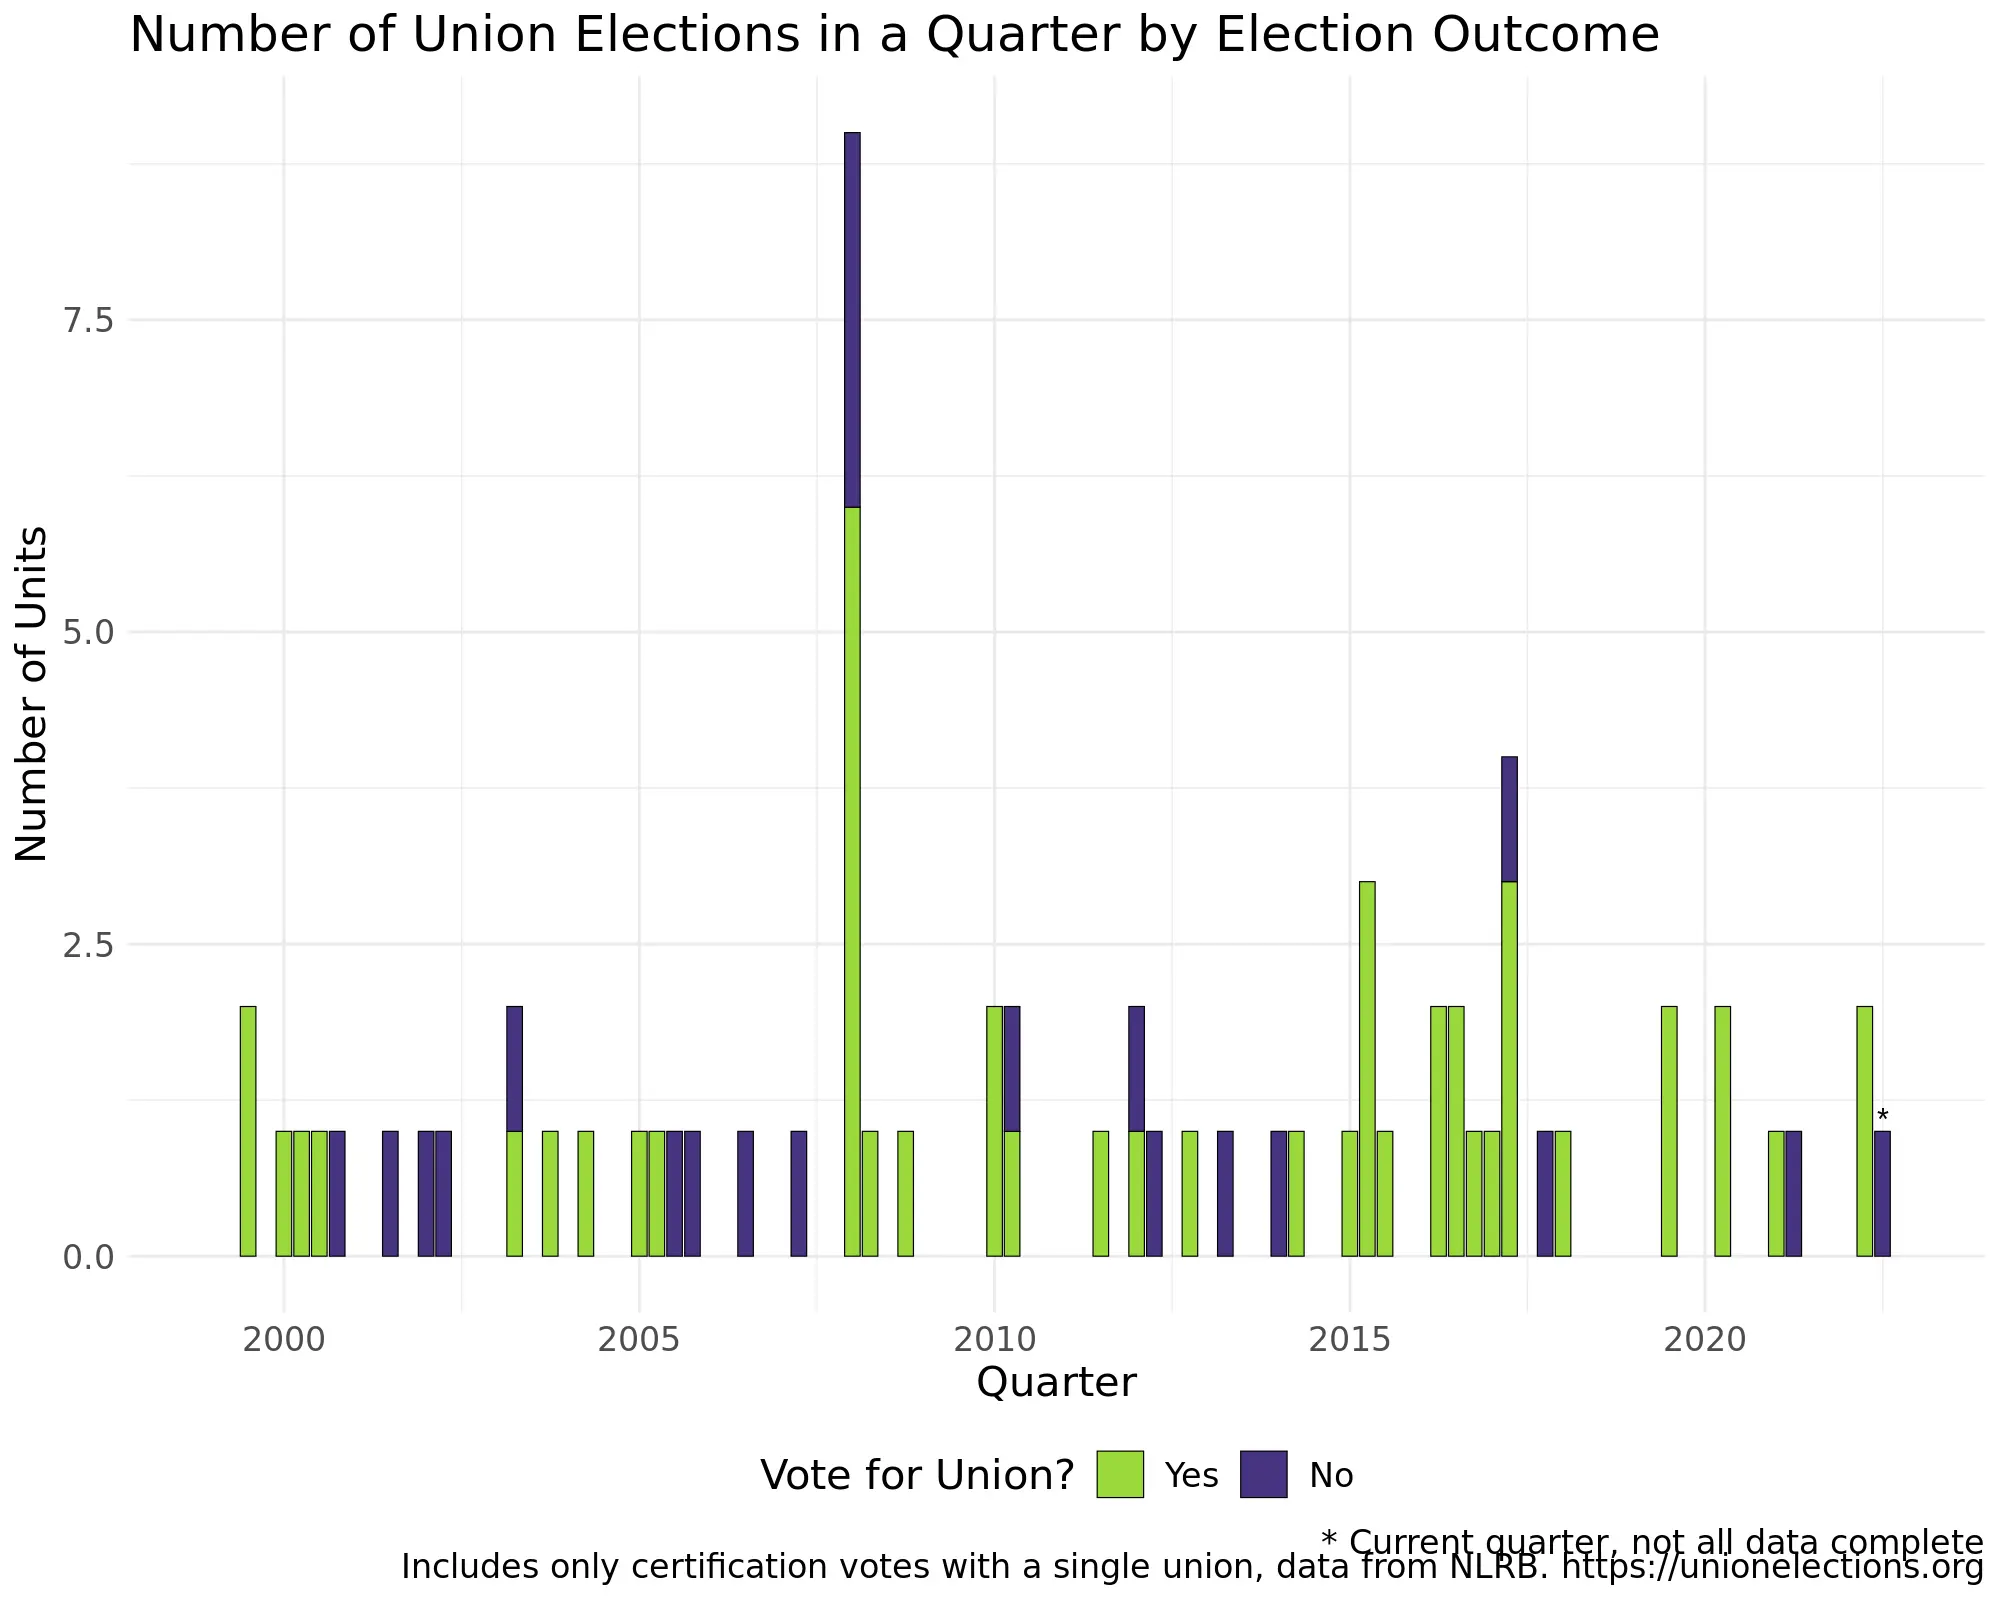 Number of Union Elections in a Quarter by Election Outcome
Number of Units
7.5
5.0
2.5
0.0
*
2000 2005 2010 2015 2020
Quarter
Vote for Union? Yes No
* Current quarter, not all data complete
Includes only certification votes with a single union, data from NLRB. https://unionelections.org